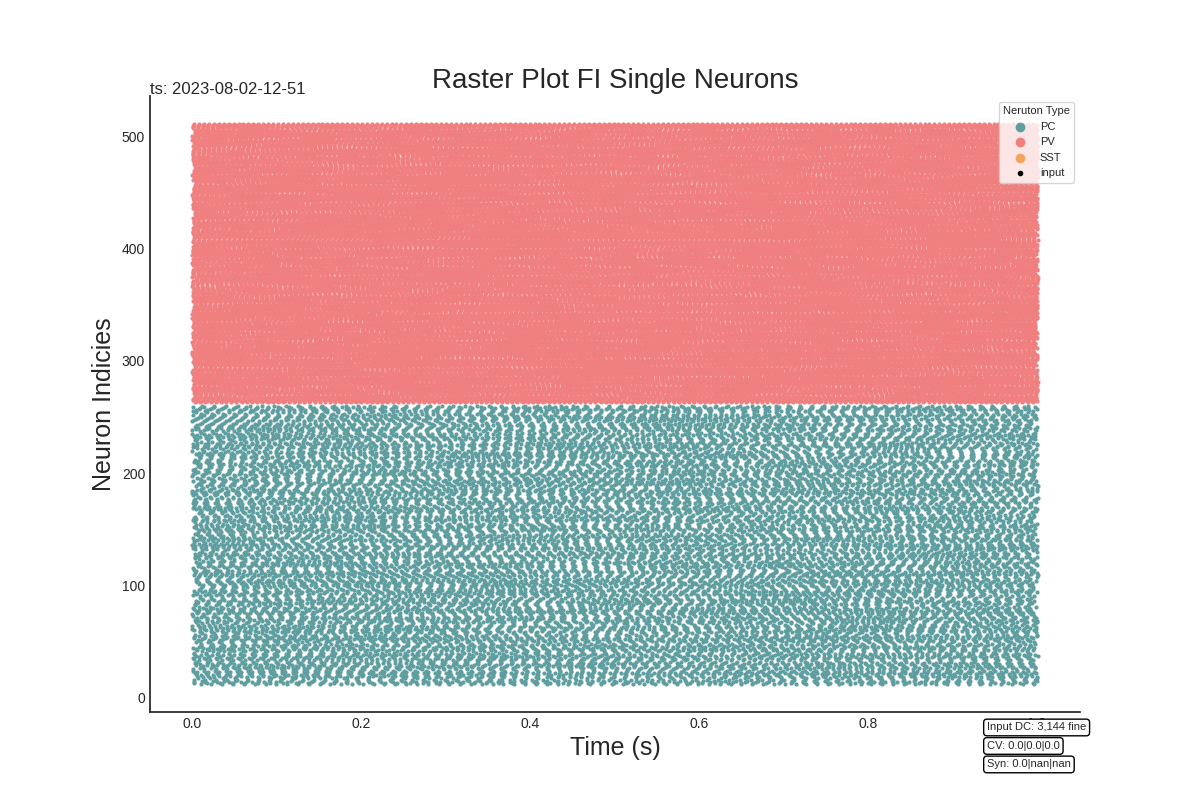 Raster Plot FI Single Neurons
ts: 2023-08-02-12-51
Neruton Type
PC
PV
SST
input
Neuron Indicies
500
400
300
200
100
0
0.0 0.2 0.4 0.6 0.8
Time (s)
Input DC: 3,144 fine
CV: 0.0|0.0|0.0
Syn: 0.0|nan|nan